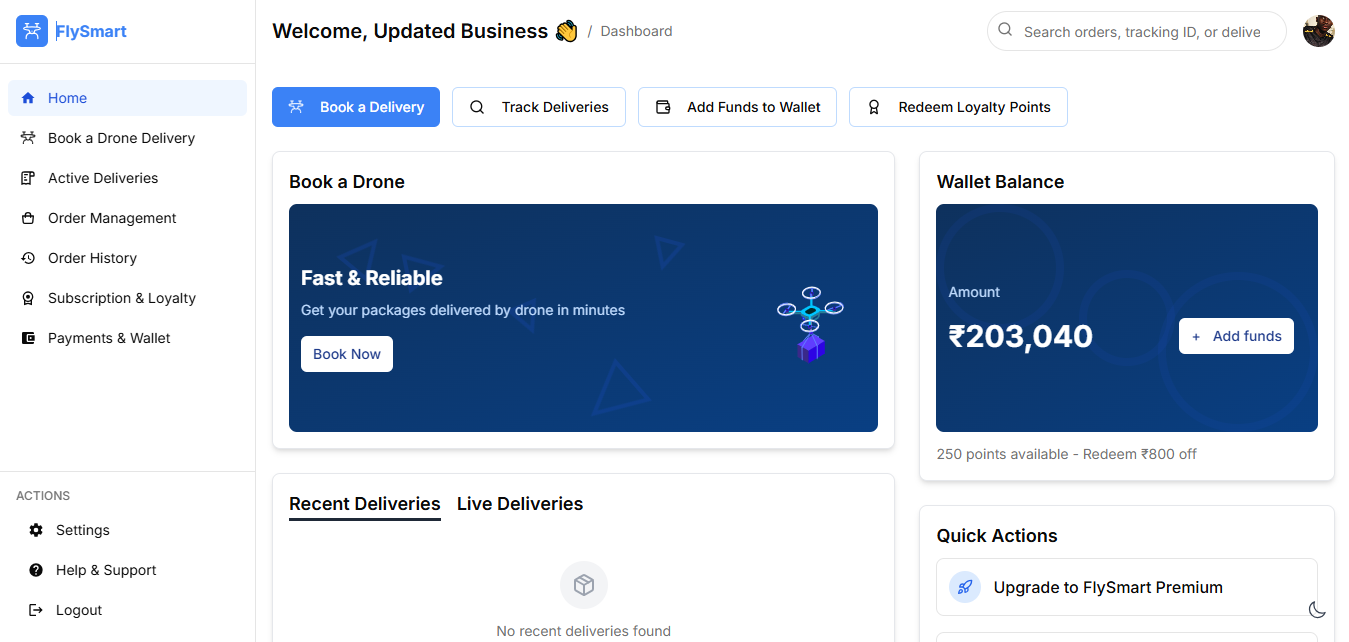 FlySmart
Welcome, Updated Business 👋 / Dashboard
Search orders, tracking ID, or delive
Home
Book a Drone Delivery
Active Deliveries
Order Management
Order History
Subscription & Loyalty
Payments & Wallet
ACTIONS
Settings
Help & Support
Logout
Book a Delivery
Track Deliveries
Add Funds to Wallet
Redeem Loyalty Points
Book a Drone
Fast & Reliable
Get your packages delivered by drone in minutes
Book Now
Wallet Balance
Amount
₹203,040
+ Add funds
250 points available - Redeem ₹800 off
Recent Deliveries
Live Deliveries
No recent deliveries found
Quick Actions
Upgrade to FlySmart Premium